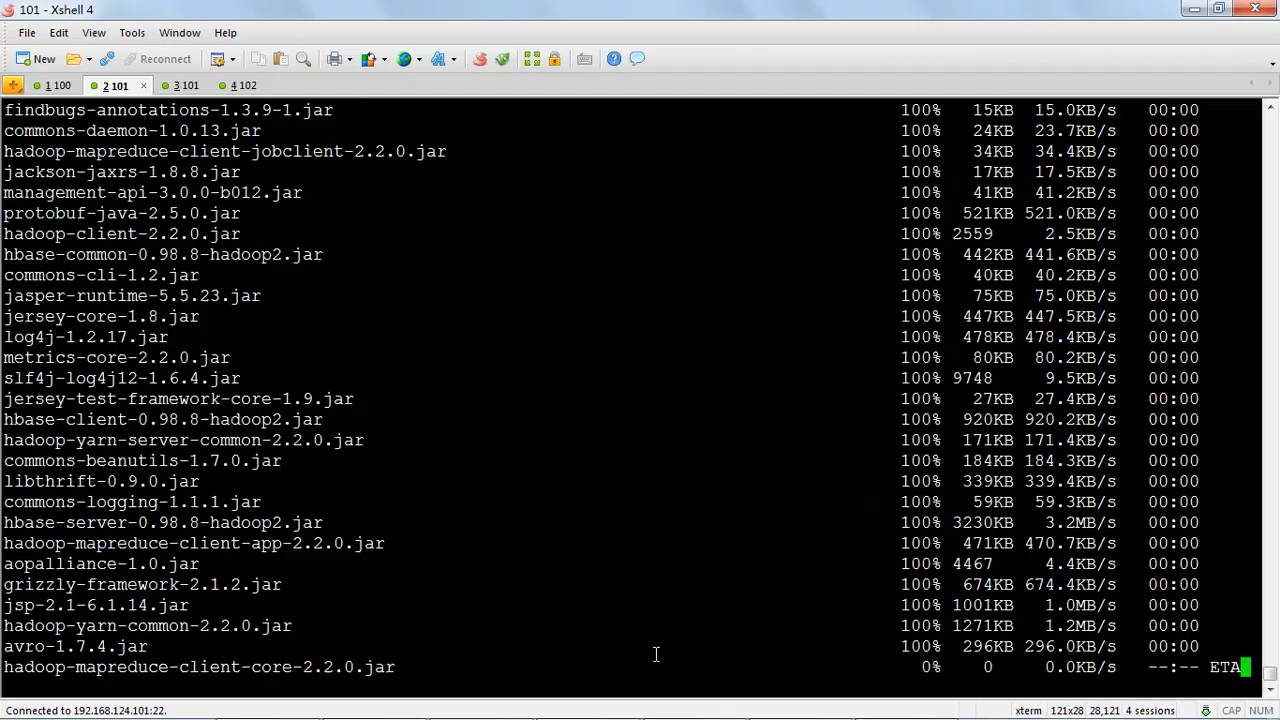 101 - Xshell 4
File Edit View Tools Window Help
New Reconnect
1 100 2 101 × 3 101 4 102
findbugs-annotations-1.3.9-1.jar 100% 15KB 15.0KB/s 00:00
commons-daemon-1.0.13.jar 100% 24KB 23.7KB/s 00:00
hadoop-mapreduce-client-jobclient-2.2.0.jar 100% 34KB 34.4KB/s 00:00
jackson-jaxrs-1.8.8.jar 100% 17KB 17.5KB/s 00:00
management-api-3.0.0-b012.jar 100% 41KB 41.2KB/s 00:00
protobuf-java-2.5.0.jar 100% 521KB 521.0KB/s 00:00
hadoop-client-2.2.0.jar 100% 2559 2.5KB/s 00:00
hbase-common-0.98.8-hadoop2.jar 100% 442KB 441.6KB/s 00:00
commons-cli-1.2.jar 100% 40KB 40.2KB/s 00:00
jasper-runtime-5.5.23.jar 100% 75KB 75.0KB/s 00:00
jersey-core-1.8.jar 100% 447KB 447.5KB/s 00:00
log4j-1.2.17.jar 100% 478KB 478.4KB/s 00:00
metrics-core-2.2.0.jar 100% 80KB 80.2KB/s 00:00
slf4j-log4j12-1.6.4.jar 100% 9748 9.5KB/s 00:00
jersey-test-framework-core-1.9.jar 100% 27KB 27.4KB/s 00:00
hbase-client-0.98.8-hadoop2.jar 100% 920KB 920.2KB/s 00:00
hadoop-yarn-server-common-2.2.0.jar 100% 171KB 171.4KB/s 00:00
commons-beanutils-1.7.0.jar 100% 184KB 184.3KB/s 00:00
libthrift-0.9.0.jar 100% 339KB 339.4KB/s 00:00
commons-logging-1.1.1.jar 100% 59KB 59.3KB/s 00:00
hbase-server-0.98.8-hadoop2.jar 100% 3230KB 3.2MB/s 00:00
hadoop-mapreduce-client-app-2.2.0.jar 100% 471KB 470.7KB/s 00:00
aopalliance-1.0.jar 100% 4467 4.4KB/s 00:00
grizzly-framework-2.1.2.jar 100% 674KB 674.4KB/s 00:00
jsp-2.1-6.1.14.jar 100% 1001KB 1.0MB/s 00:00
hadoop-yarn-common-2.2.0.jar 100% 1271KB 1.2MB/s 00:00
avro-1.7.4.jar 100% 296KB 296.0KB/s 00:00
hadoop-mapreduce-client-core-2.2.0.jar 0% 0 0.0KB/s --:-- ETA
Connected to 192.168.124.101:22. xterm 121x28 28,121 4 sessions CAP NUM